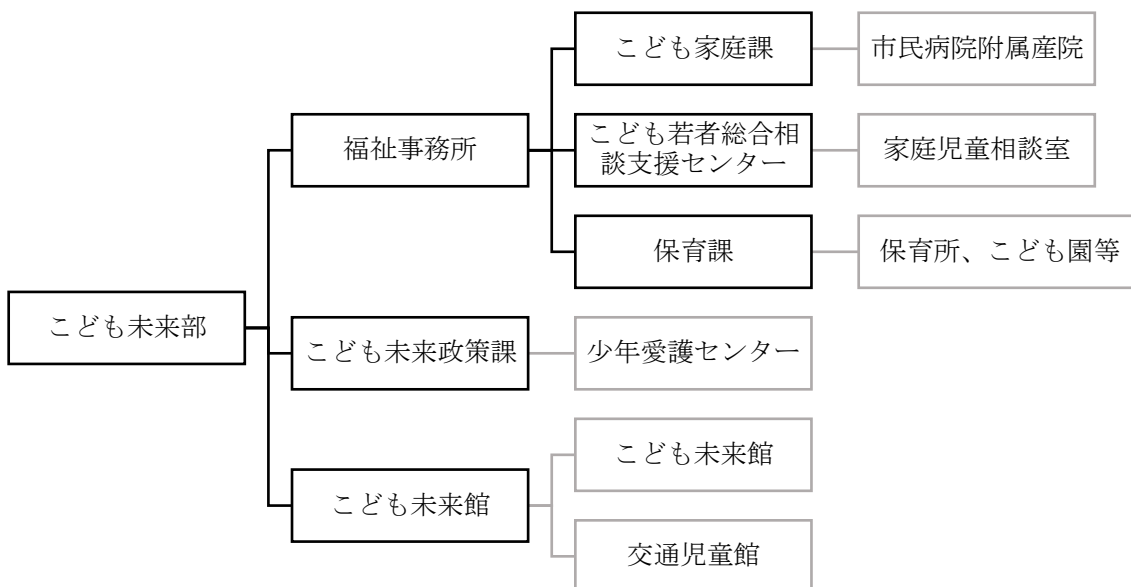 こども家庭課
市民病院附属産院
福祉事務所
こども若者総合相
談支援センター
家庭児童相談室
保育課
保育所、こども園等
こども未来部
こども未来政策課
少年愛護センター
こども未来館
こども未来館
交通児童館